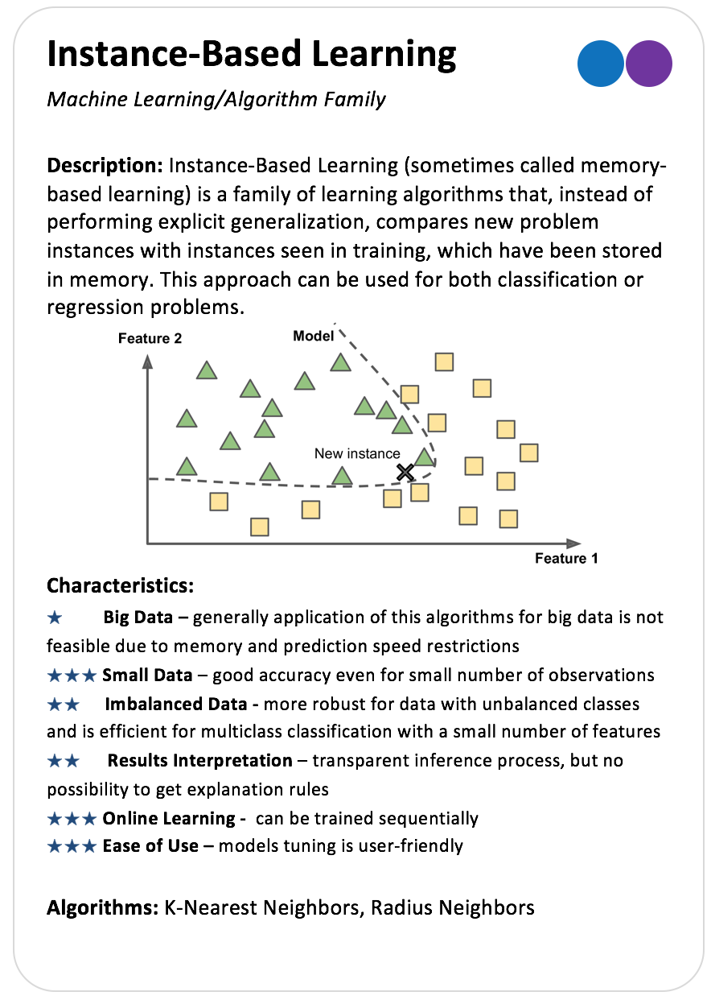 Instance-Based Learning
Machine Learning/Algorithm Family
Description: Instance-Based Learning (sometimes called memory-
based learning) is a family of learning algorithms that, instead of
performing explicit generalization, compares new problem
instances with instances seen in training, which have been stored
in memory. This approach can be used for both classification or
regression problems.
Feature 2
Model
New instance
Feature 1
Characteristics:
★ Big Data – generally application of this algorithms for big data is not
feasible due to memory and prediction speed restrictions
★★★ Small Data – good accuracy even for small number of observations
★★ Imbalanced Data - more robust for data with unbalanced classes
and is efficient for multiclass classification with a small number of features
★★ Results Interpretation – transparent inference process, but no
possibility to get explanation rules
★★★ Online Learning - can be trained sequentially
★★★ Ease of Use – models tuning is user-friendly
Algorithms: K-Nearest Neighbors, Radius Neighbors